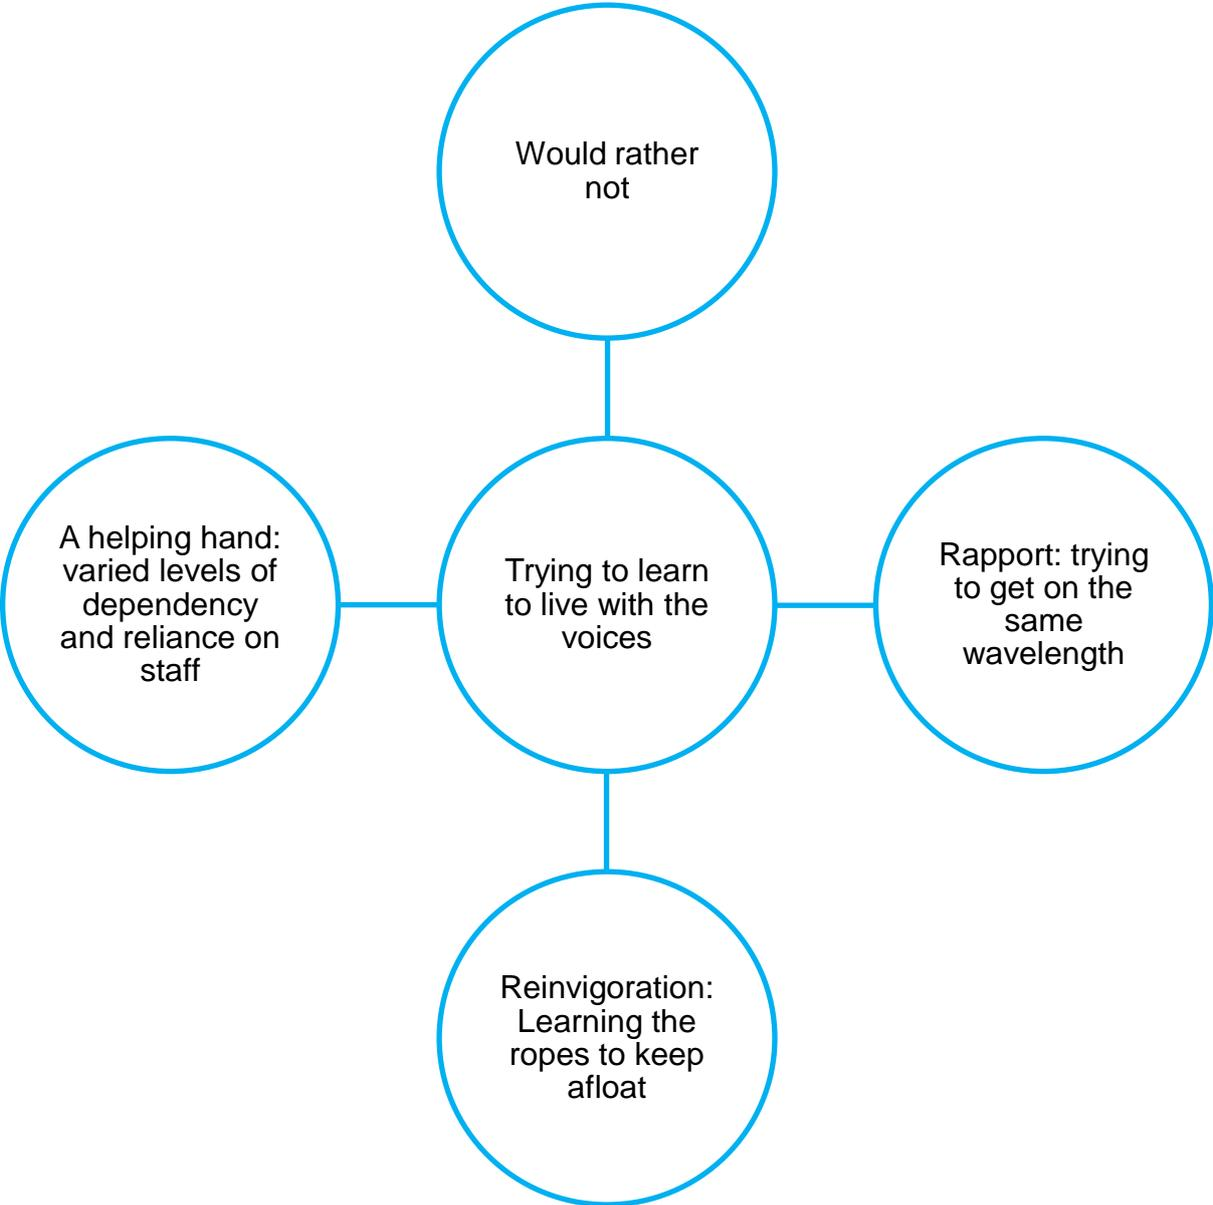 Would rather
not
A helping hand:
varied levels of
dependency
and reliance on
staff
Trying to learn
to live with the
voices
Rapport: trying
to get on the
same
wavelength
Reinvigoration:
Learning the
ropes to keep
afloat